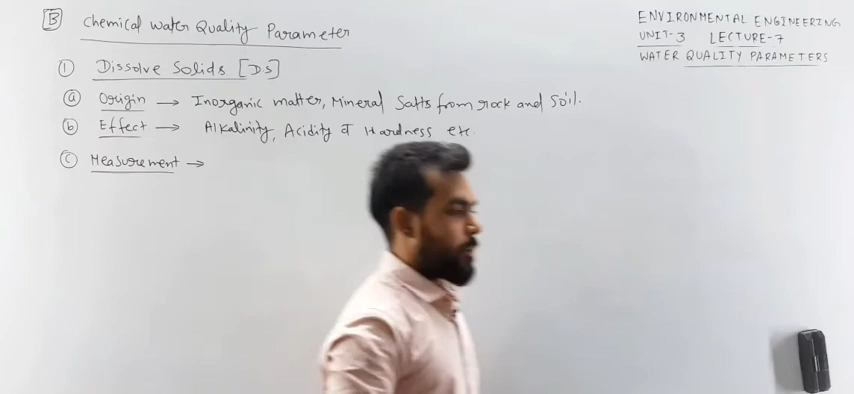 B Chemical water Quality Parameter
ENVIRONMENTAL ENGINEERING
UNIT-3 LECTURE-7
WATER QUALITY PARAMETERS
1 Dissolve Solids [D.S]
a Origin → Inorganic matter, Mineral Salts from rock and Soil.
b Effect → Alkalinity, Acidity & Hardness etc.
c Measurement →